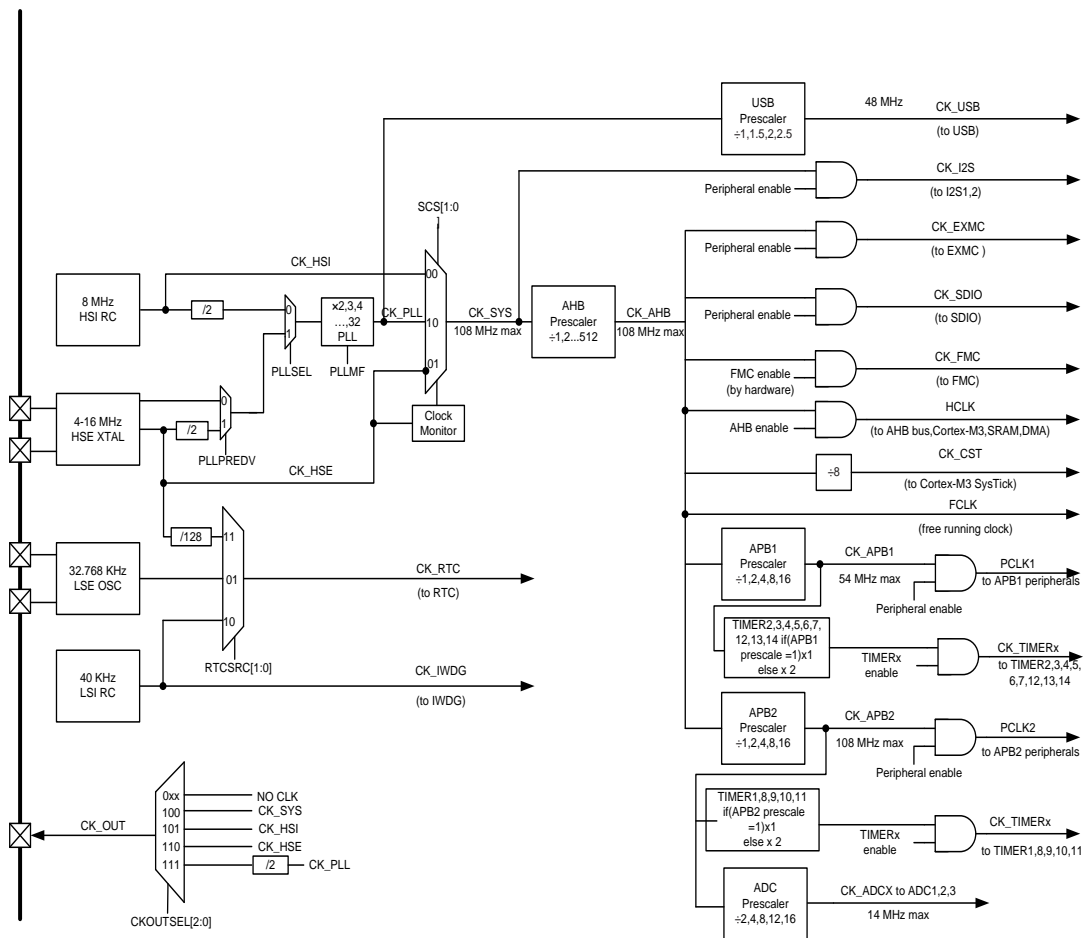 USB
Prescaler
÷1,1.5,2,2.5
48 MHz
CK_USB
(to USB)
CK_I2S
(to I2S1,2)
Peripheral enable
SCS[1:0
]
CK_EXMC
(to EXMC )
Peripheral enable
CK_HSI
00
8 MHz
HSI RC
/2
0
1
PLLSEL
×2,3,4
…,32
PLL
PLLMF
CK_PLL
10
01
CK_SYS
108 MHz max
AHB
Prescaler
÷1,2...512
CK_AHB
108 MHz max
CK_SDIO
(to SDIO)
Peripheral enable
CK_FMC
(to FMC)
FMC enable
(by hardware)
4-16 MHz
HSE XTAL
/2
0
1
PLLPREDV
Clock
Monitor
HCLK
(to AHB bus,Cortex-M3,SRAM,DMA)
AHB enable
CK_HSE
÷8
CK_CST
(to Cortex-M3 SysTick)
FCLK
(free running clock)
/128
11
01
10
RTCSRC[1:0]
32.768 KHz
LSE OSC
CK_RTC
(to RTC)
APB1
Prescaler
÷1,2,4,8,16
CK_APB1
54 MHz max
Peripheral enable
PCLK1
to APB1 peripherals
TIMER2,3,4,5,6,7,
12,13,14 if(APB1
prescale =1)x1
else x 2
TIMERx
enable
CK_TIMERx
to TIMER2,3,4,5,
6,7,12,13,14
40 KHz
LSI RC
CK_IWDG
(to IWDG)
APB2
Prescaler
÷1,2,4,8,16
CK_APB2
108 MHz max
Peripheral enable
PCLK2
to APB2 peripherals
TIMER1,8,9,10,11
if(APB2 prescale
=1)x1
else x 2
TIMERx
enable
CK_TIMERx
to TIMER1,8,9,10,11
CK_OUT
0xx
NO CLK
100
CK_SYS
101
CK_HSI
110
CK_HSE
111
/2
CK_PLL
CKOUTSEL[2:0]
ADC
Prescaler
÷2,4,8,12,16
CK_ADCX to ADC1,2,3
14 MHz max